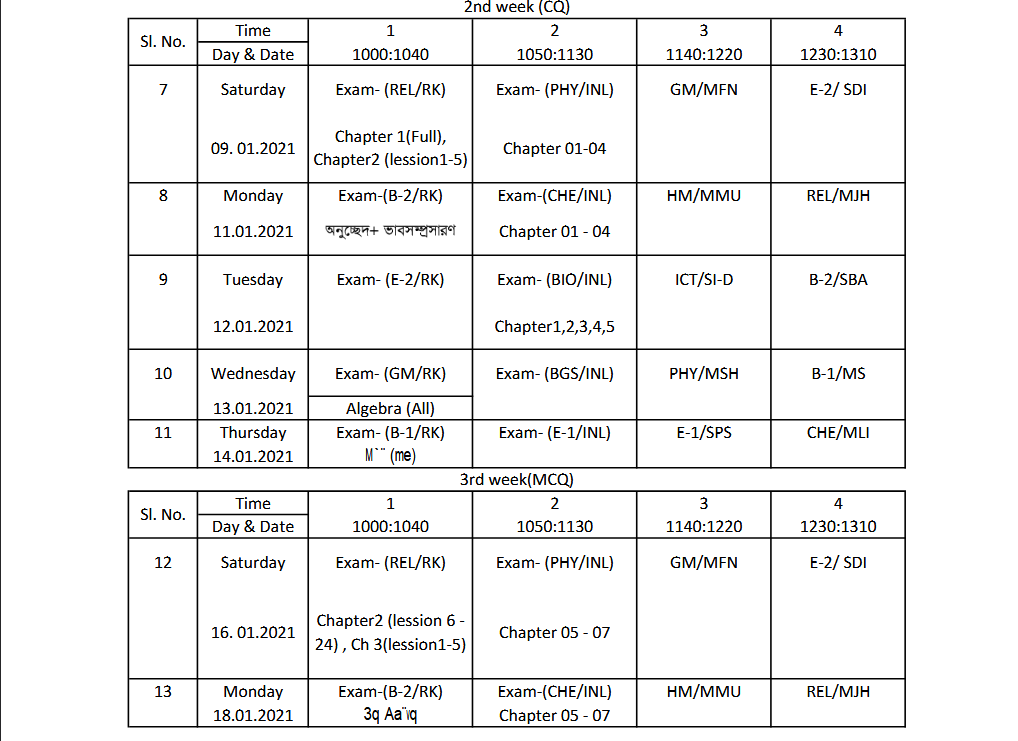 2nd week (CQ)
Sl. No. Time 1 2 3 4
Day & Date 1000:1040 1050:1130 1140:1220 1230:1310
7 Saturday Exam- (REL/RK) Exam- (PHY/INL) GM/MFN E-2/ SDI
Chapter 1(Full),
09. 01.2021 Chapter2 (lession1-5) Chapter 01-04
8 Monday Exam-(B-2/RK) Exam-(CHE/INL) HM/MMU REL/MJH
11.01.2021 অনুচ্ছেদ+ ভাবসম্প্রসারণ Chapter 01 - 04
9 Tuesday Exam- (E-2/RK) Exam- (BIO/INL) ICT/SI-D B-2/SBA
12.01.2021 Chapter1,2,3,4,5
10 Wednesday Exam- (GM/RK) Exam- (BGS/INL) PHY/MSH B-1/MS
13.01.2021 Algebra (All)
11 Thursday Exam- (B-1/RK) Exam- (E-1/INL) E-1/SPS CHE/MLI
14.01.2021 M`¨ (me)
3rd week(MCQ)
Sl. No. Time 1 2 3 4
Day & Date 1000:1040 1050:1130 1140:1220 1230:1310
12 Saturday Exam- (REL/RK) Exam- (PHY/INL) GM/MFN E-2/ SDI
Chapter2 (lession 6 -
16. 01.2021 24) , Ch 3(lession1-5) Chapter 05 - 07
13 Monday Exam-(B-2/RK) Exam-(CHE/INL) HM/MMU REL/MJH
18.01.2021 3q Aa¨vq Chapter 05 - 07